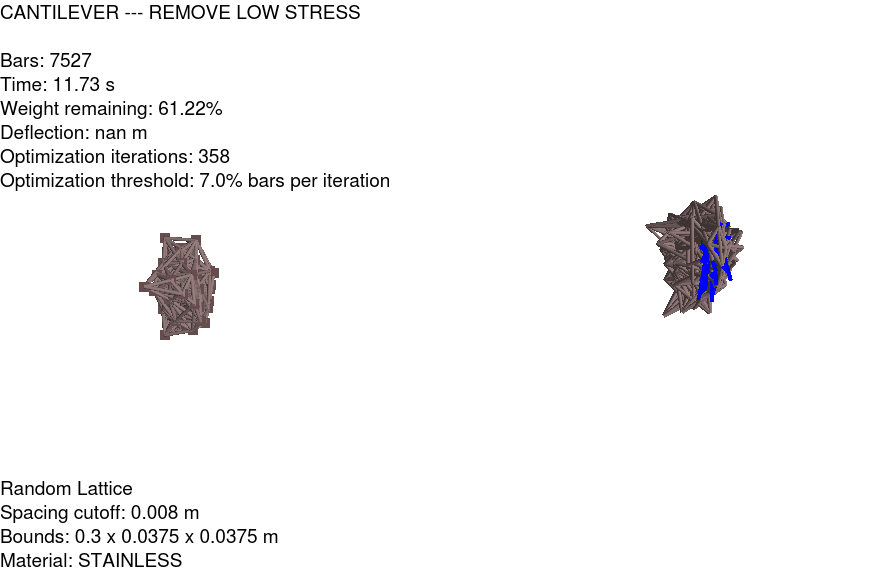 CANTILEVER --- REMOVE LOW STRESS
Bars: 7527
Time: 11.73 s
Weight remaining: 61.22%
Deflection: nan m
Optimization iterations: 358
Optimization threshold: 7.0% bars per iteration
Random Lattice
Spacing cutoff: 0.008 m
Bounds: 0.3 x 0.0375 x 0.0375 m
Material: STAINLESS